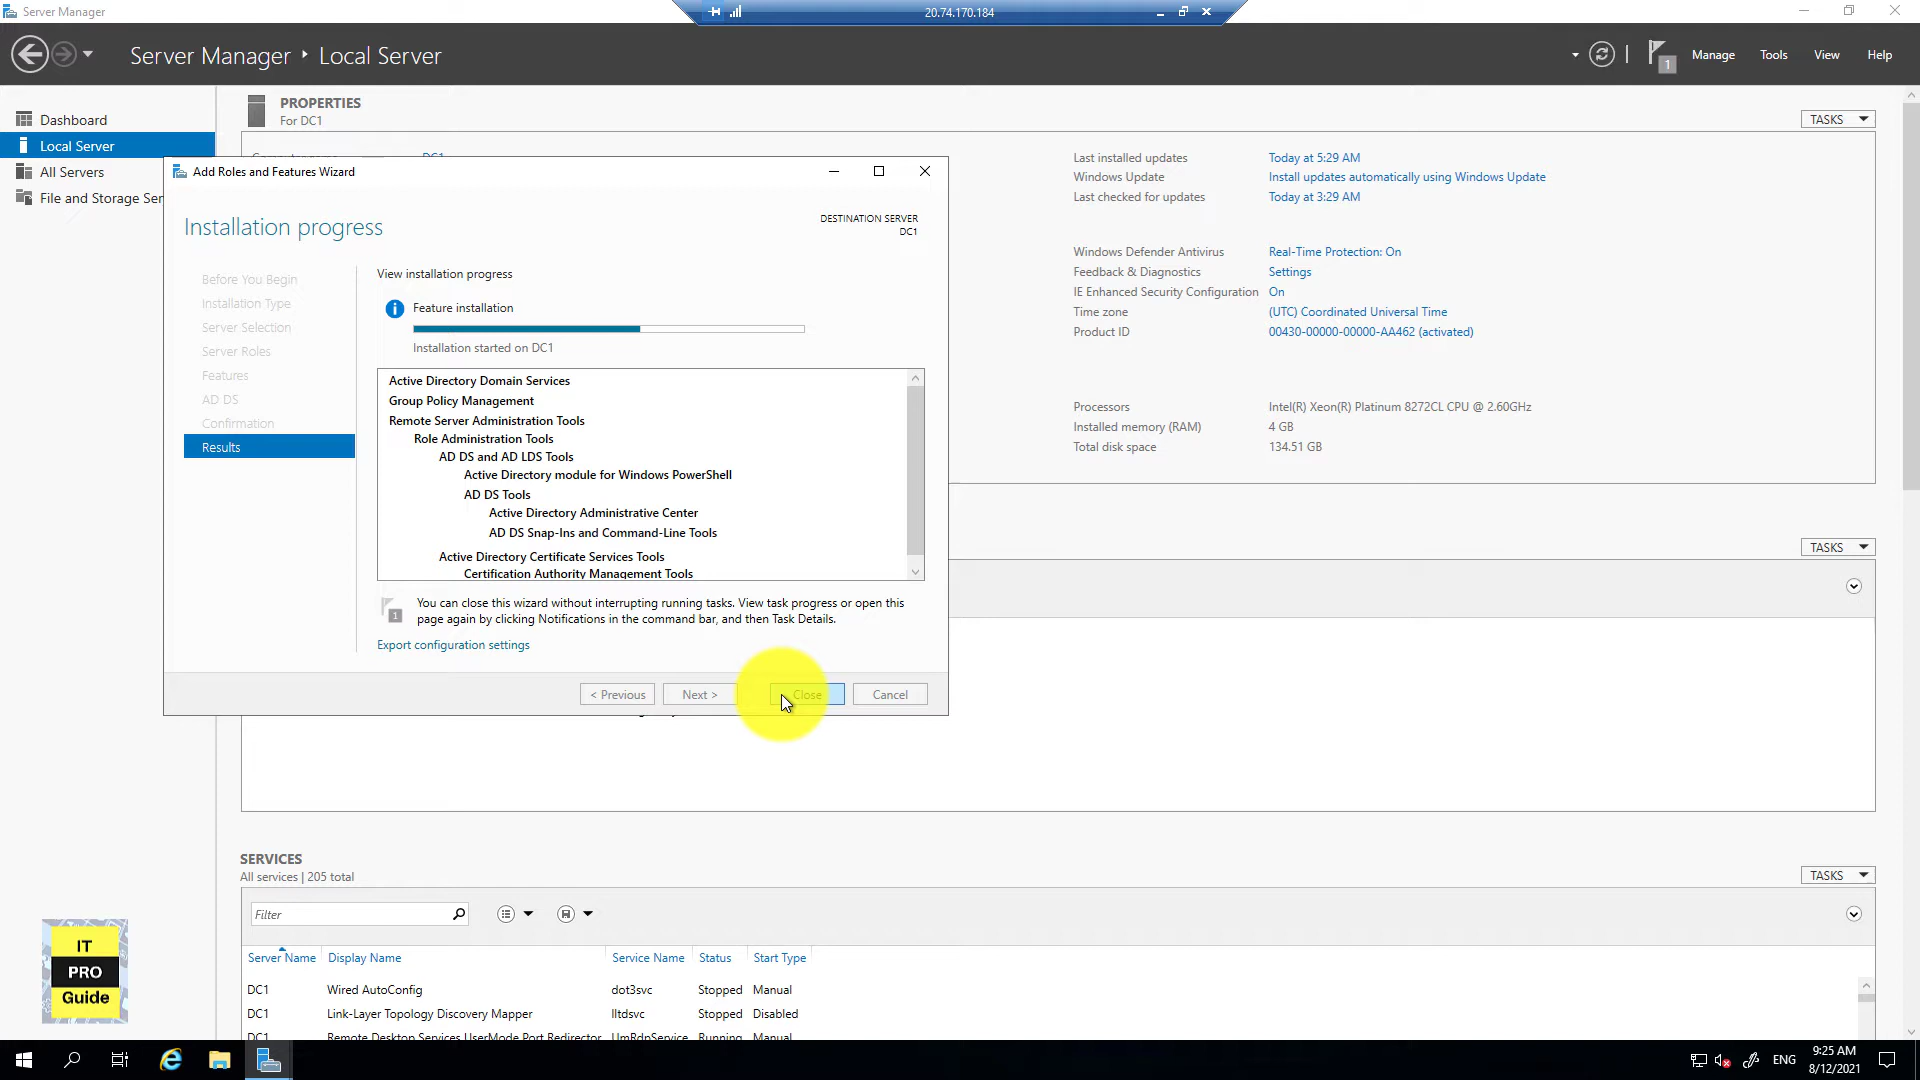 Server Manager
20.74.170.184
Server Manager ‣ Local Server
1
Manage
Tools
View
Help
Dashboard
Local Server
All Servers
File and Storage Ser
PROPERTIES
For DC1
TASKS
DC1
Last installed updates
Today at 5:29 AM
Windows Update
Install updates automatically using Windows Update
Last checked for updates
Today at 3:29 AM
Windows Defender Antivirus
Real-Time Protection: On
Feedback & Diagnostics
Settings
IE Enhanced Security Configuration
On
Time zone
(UTC) Coordinated Universal Time
Product ID
00430-00000-00000-AA462 (activated)
Processors
Intel(R) Xeon(R) Platinum 8272CL CPU @ 2.60GHz
Installed memory (RAM)
4 GB
Total disk space
134.51 GB
Add Roles and Features Wizard
Installation progress
DESTINATION SERVER
DC1
Before You Begin
Installation Type
Server Selection
Server Roles
Features
AD DS
Confirmation
Results
View installation progress
Feature installation
Installation started on DC1
Active Directory Domain Services
Group Policy Management
Remote Server Administration Tools
Role Administration Tools
AD DS and AD LDS Tools
Active Directory module for Windows PowerShell
AD DS Tools
Active Directory Administrative Center
AD DS Snap-Ins and Command-Line Tools
Active Directory Certificate Services Tools
Certification Authority Management Tools
1
You can close this wizard without interrupting running tasks. View task progress or open this
page again by clicking Notifications in the command bar, and then Task Details.
Export configuration settings
< Previous
Next >
Close
Cancel
TASKS
SERVICES
All services | 205 total
TASKS
Filter
Server Name
Display Name
Service Name
Status
Start Type
DC1 Wired AutoConfig dot3svc Stopped Manual
DC1 Link-Layer Topology Discovery Mapper lltdsvc Stopped Disabled
DC1 Remote Desktop Services UserMode Port Redirector UmRdpService Running Manual
IT
PRO
Guide
ENG
9:25 AM
8/12/2021